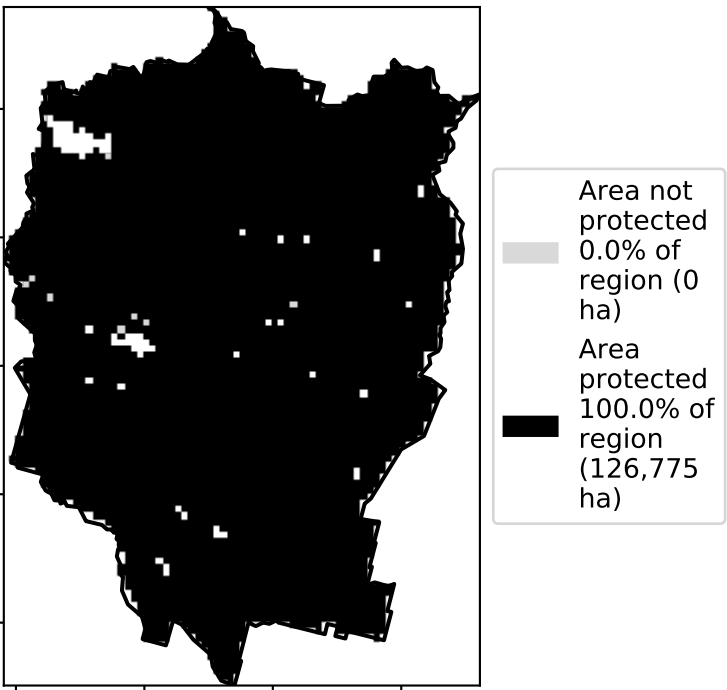 Area not
protected
0.0% of
region (0
ha)
Area
protected
100.0% of
region
(126,775
ha)